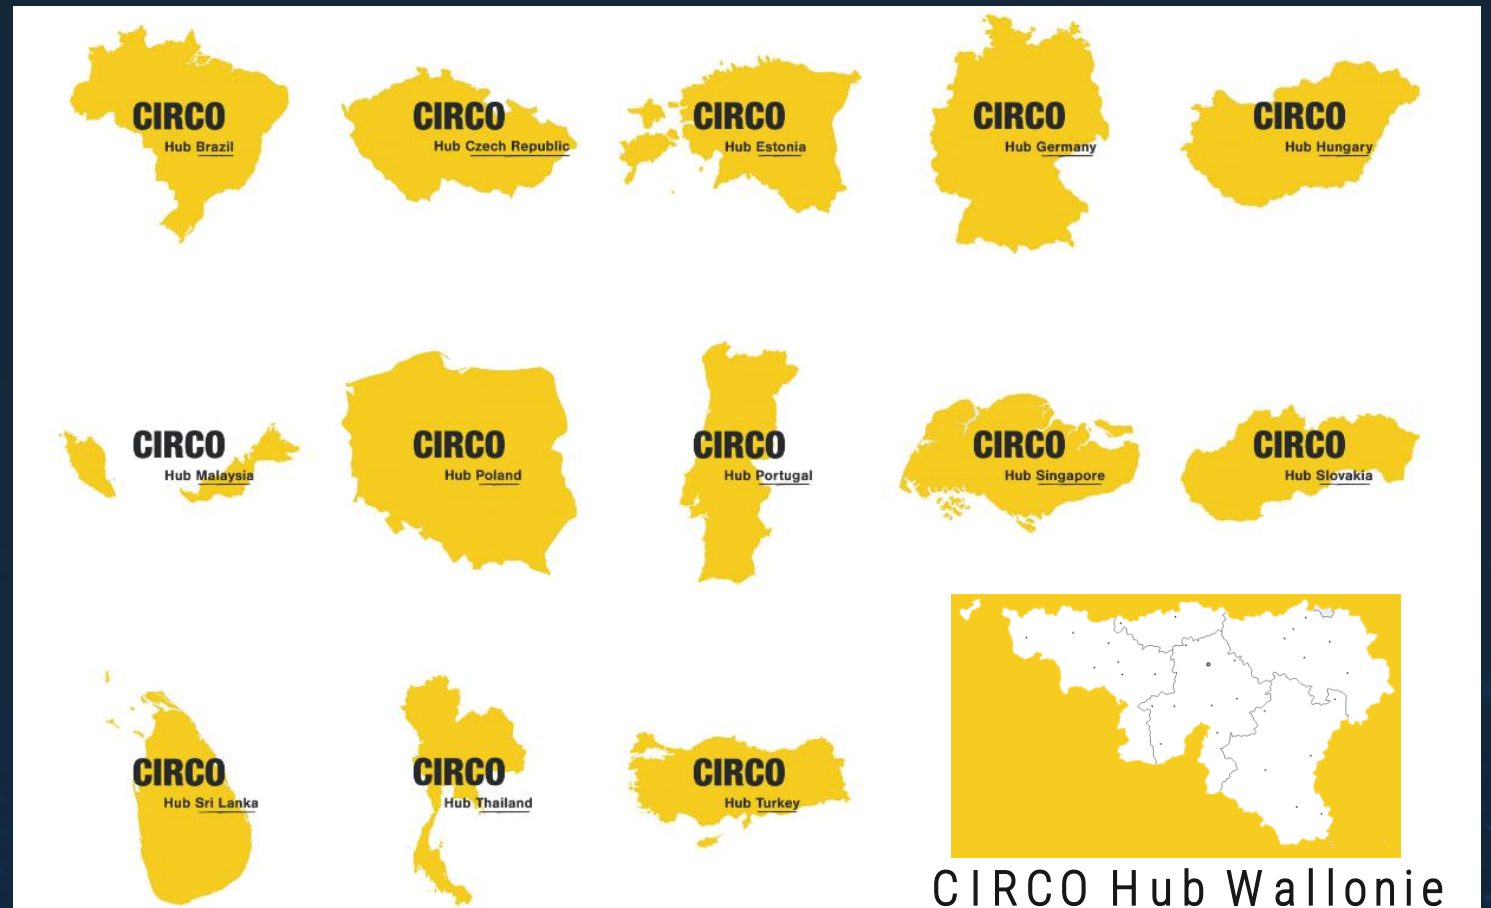 CIRCO
Hub Brazil
CIRCO
Hub Czech Republic
CIRCO
Hub Estonia
CIRCO
Hub Germany
CIRCO
Hub Hungary
CIRCO
Hub Malaysia
CIRCO
Hub Poland
CIRCO
Hub Portugal
CIRCO
Hub Singapore
CIRCO
Hub Slovakia
CIRCO
Hub Sri Lanka
CIRCO
Hub Thailand
CIRCO
Hub Turkey
CIRCO Hub Wallonie